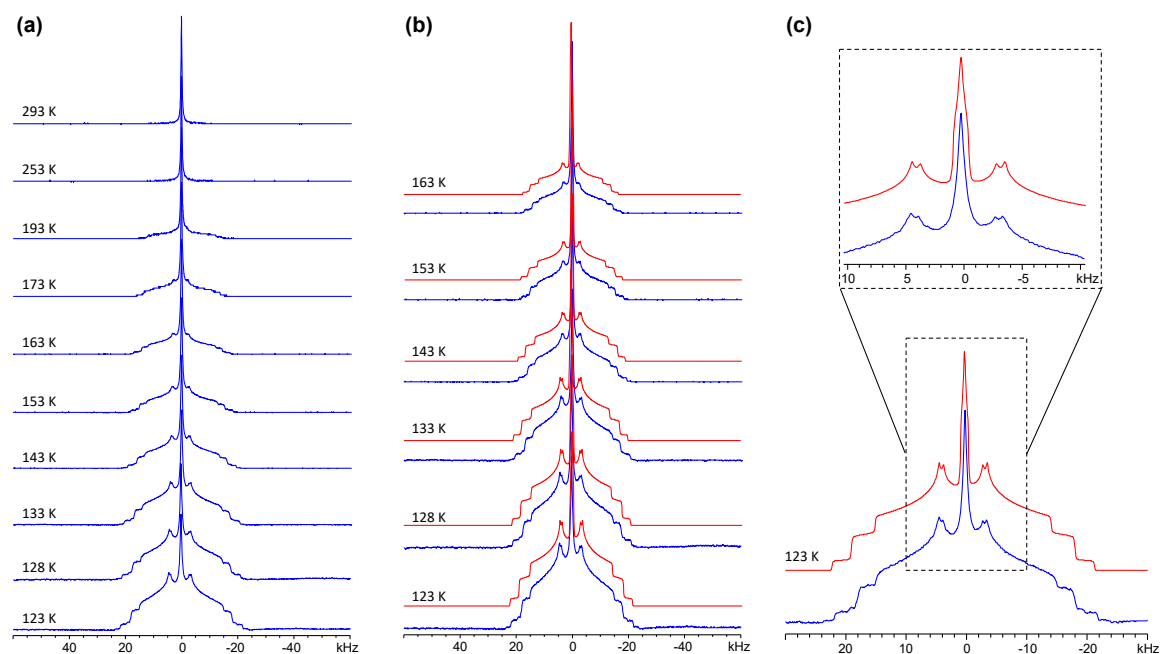 (a)
293 K
253 K
193 K
173 K
163 K
153 K
143 K
133 K
128 K
123 K
40 20 0 -20 -40 kHz
(b)
163 K
153 K
143 K
133 K
128 K
123 K
40 20 0 -20 -40 kHz
(c)
10 5 0 -5 kHz
123 K
20 10 0 -10 -20 kHz